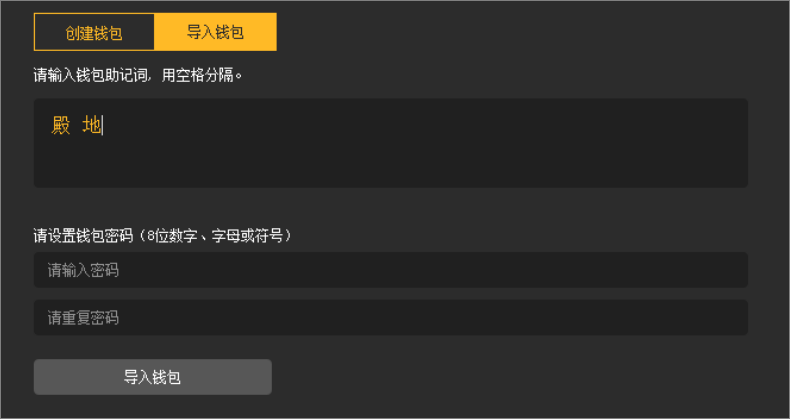 创建钱包 导入钱包
请输入钱包助记词, 用空格分隔。
殿 地
请设置钱包密码（8位数字、字母或符号）
请输入密码
请重复密码
导入钱包